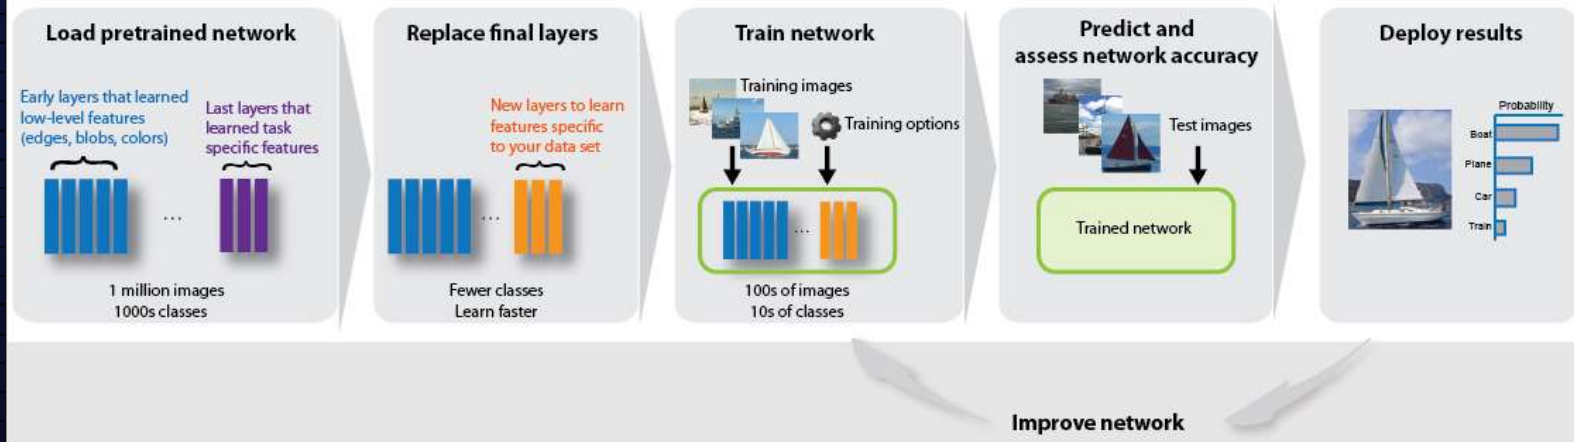 Load pretrained network
Early layers that learned
low-level features
(edges, blobs, colors)
Last layers that
learned task
specific features
...
1 million images
1000s classes
Replace final layers
New layers to learn
features specific
to your data set
...
Fewer classes
Learn faster
Train network
Training images
Training options
...
100s of images
10s of classes
Predict and
assess network accuracy
Test images
Trained network
Deploy results
Probability
Boat
Plane
Car
Train
Improve network